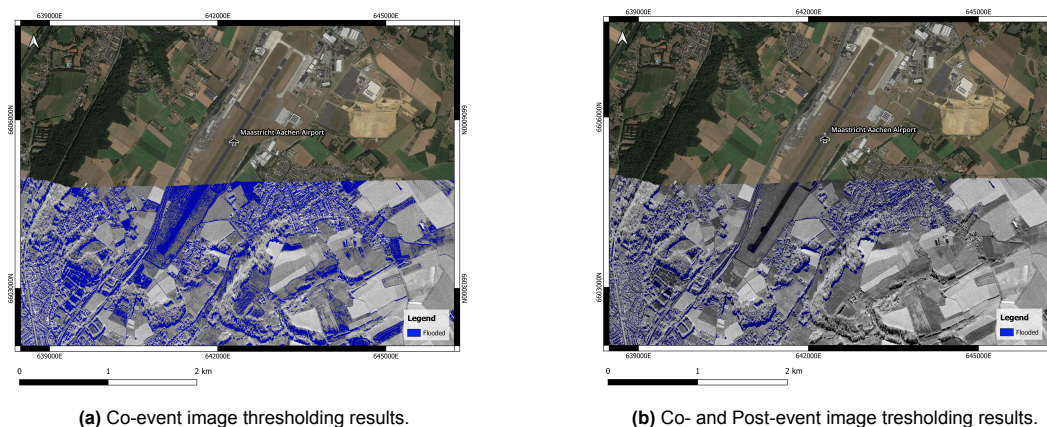 639000E 642000E 645000E
6606000N 6606000N
Maastricht Aachen Airport
6603000N 6603000N
Legend
Flooded
639000E 642000E 645000E
0 1 2 km
(a) Co-event image thresholding results.
639000E 642000E 645000E
6606000N 6606000N
Maastricht Aachen Airport
6603000N 6603000N
Legend
Flooded
639000E 642000E 645000E
0 1 2 km
(b) Co- and Post-event image tresholding results.